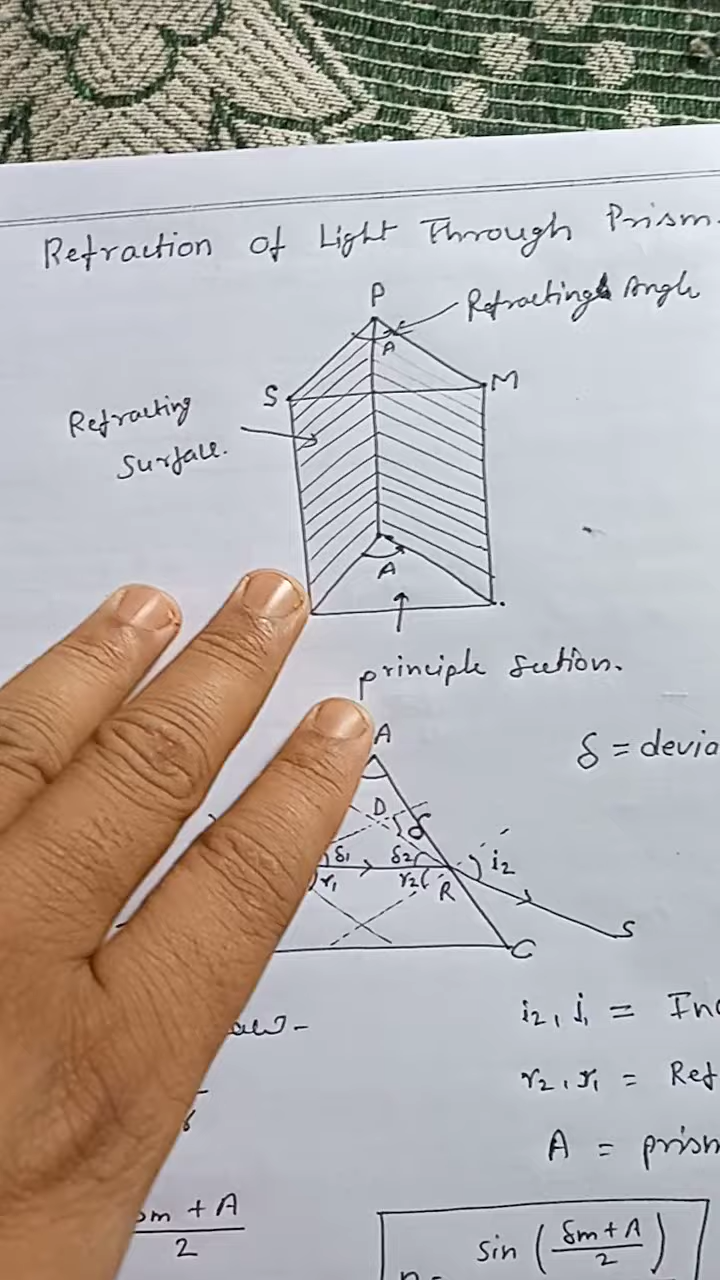 Refraction of Light Through Prism.
P
Refracting Angle
A
S
M
Refracting
Surface.
A
principle section.
A
δ = devia
D
δ
δ1
δ2
i2
r1
r2
R
S
C
i2, i1 = Inc
r2, r1 = Ref
A = prism
δm + A
2
sin (δm + A / 2)